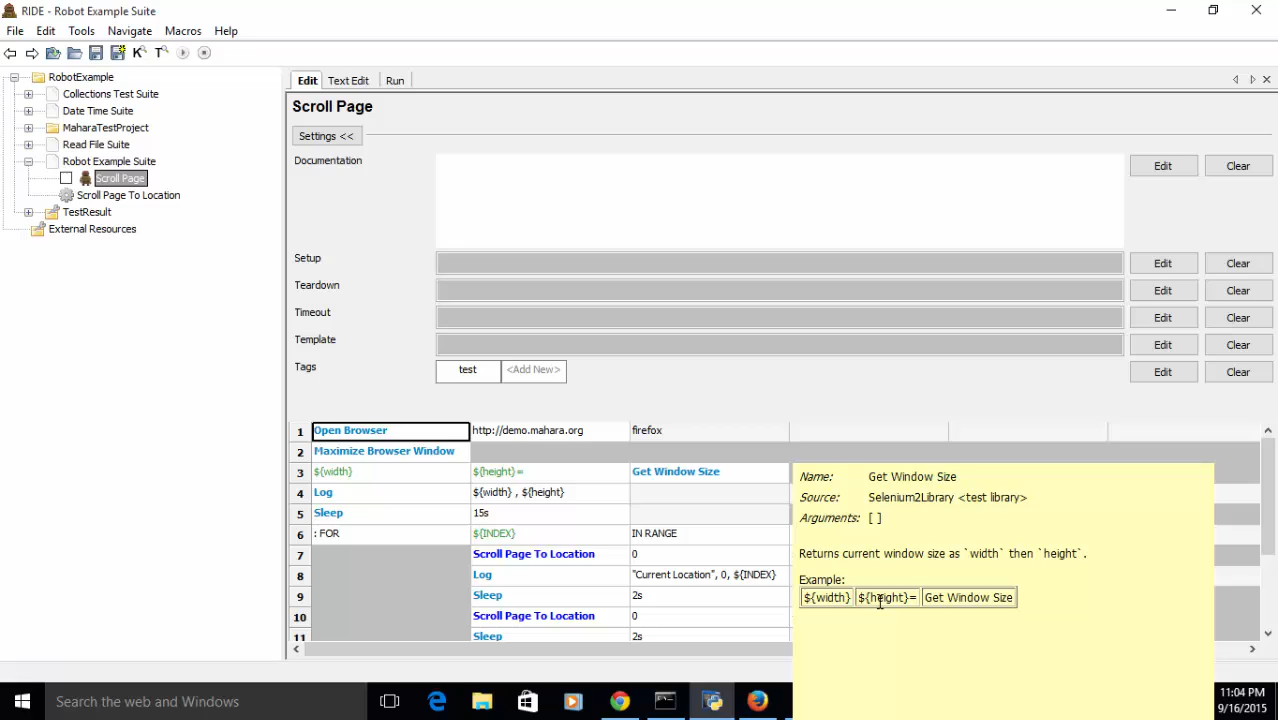 RIDE - Robot Example Suite
File Edit Tools Navigate Macros Help
K T
RobotExample
Collections Test Suite
Date Time Suite
MaharaTestProject
Read File Suite
Robot Example Suite
Scroll Page
Scroll Page To Location
TestResult
External Resources
Edit Text Edit Run
Scroll Page
Settings <<
Documentation Edit Clear
Setup Edit Clear
Teardown Edit Clear
Timeout Edit Clear
Template Edit Clear
Tags test <Add New> Edit Clear
1 Open Browser http://demo.mahara.org firefox
2 Maximize Browser Window
3 ${width} ${height}= Get Window Size
4 Log ${width} , ${height}
5 Sleep 15s
6 : FOR ${INDEX} IN RANGE
7 Scroll Page To Location 0
8 Log "Current Location", 0, ${INDEX}
9 Sleep 2s
10 Scroll Page To Location 0
11 Sleep 2s
Name: Get Window Size
Source: Selenium2Library <test library>
Arguments: [ ]
Returns current window size as `width` then `height`.
Example:
${width} ${height}= Get Window Size
Search the web and Windows
11:04 PM
9/16/2015